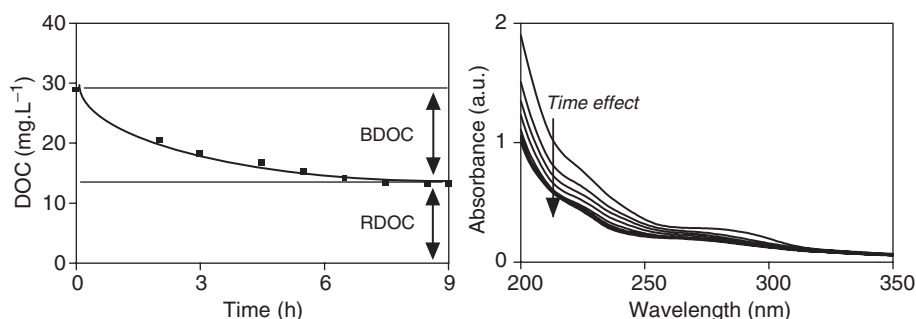 40
30
20
10
0
DOC (mg.L−1)
BDOC
RDOC
0
3
6
9
Time (h)
2
1
0
Absorbance (a.u.)
Time effect
200
250
300
350
Wavelength (nm)